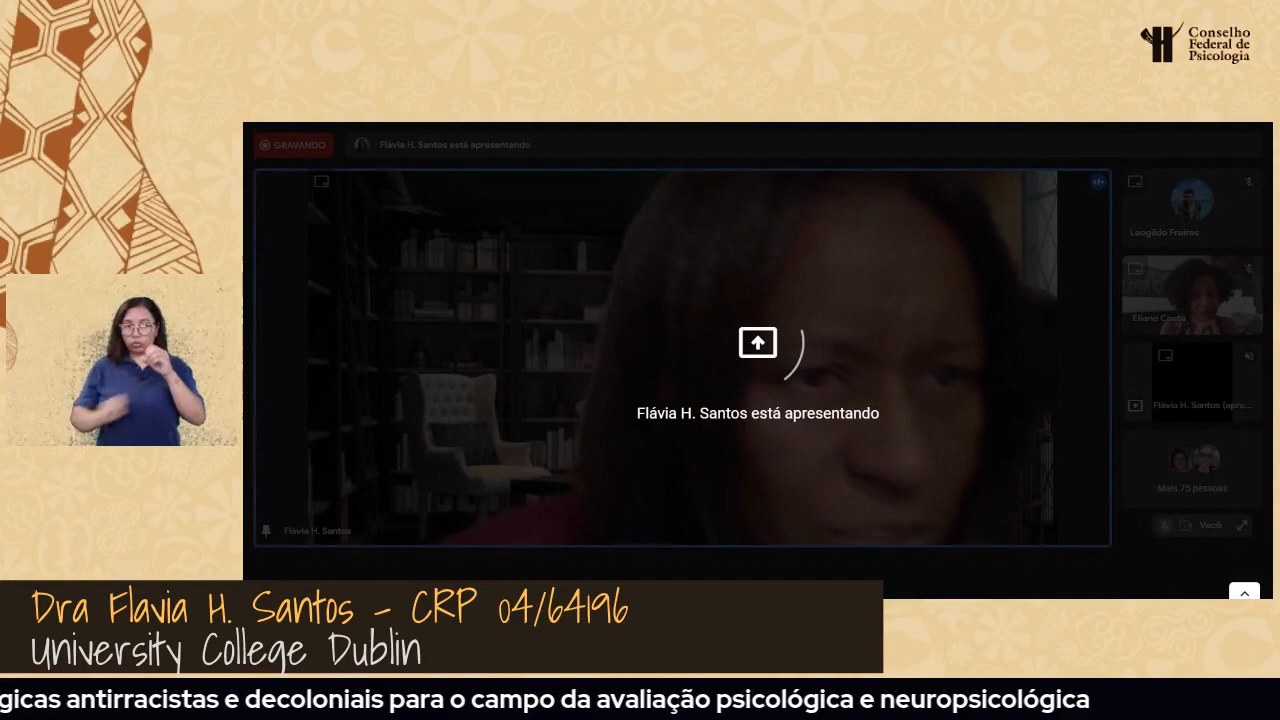 Conselho
Federal de
Psicologia
GRAVANDO
Flávia H. Santos está apresentando
Leogildo Freires
Eliane Costa
Flávia H. Santos está apresentando
Flávia H. Santos (apre...
Mais 75 pessoas
Você
Flávia H. Santos
Dra Flavia H. Santos - CRP 04/64196
University College Dublin
gicas antirracistas e decoloniais para o campo da avaliação psicológica e neuropsicológica